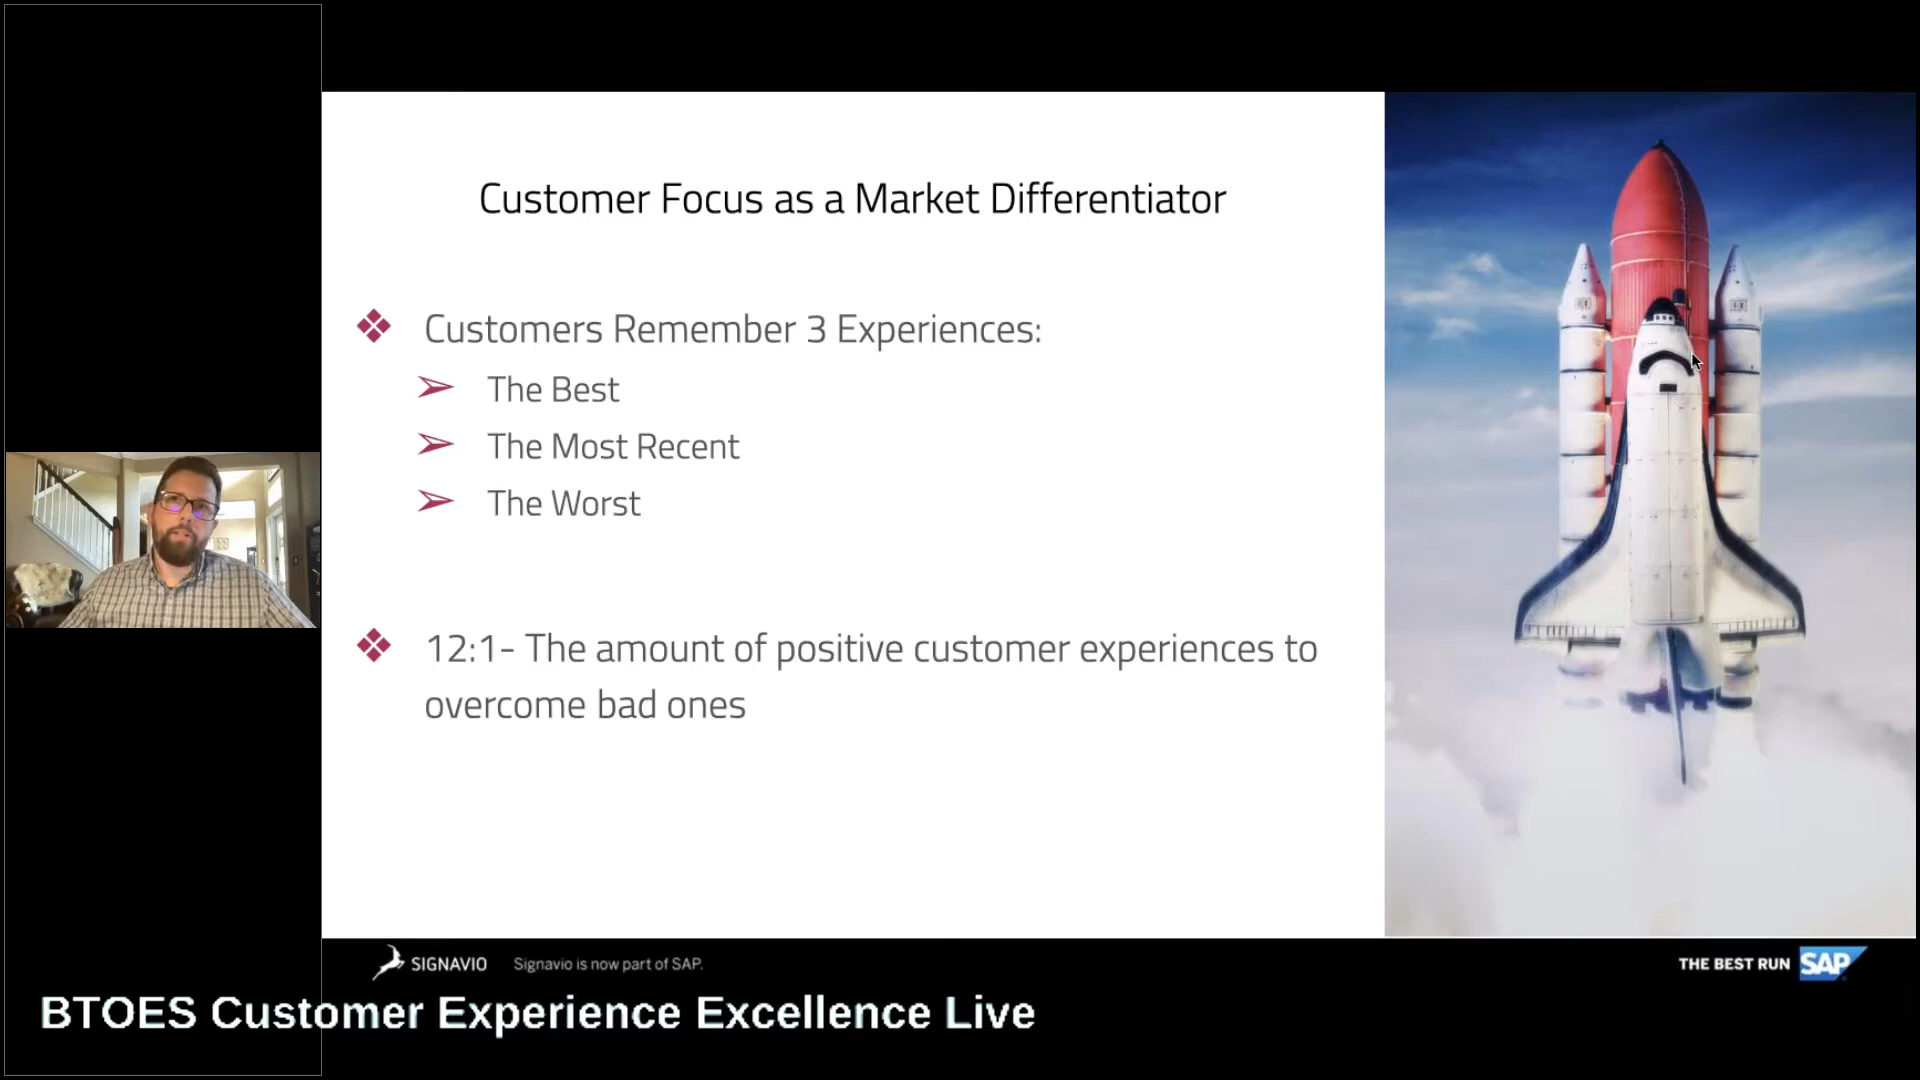 Customer Focus as a Market Differentiator
Customers Remember 3 Experiences:
The Best
The Most Recent
The Worst
12:1- The amount of positive customer experiences to
overcome bad ones
SIGNAVIO
Signavio is now part of SAP.
THE BEST RUN SAP
BTOES Customer Experience Excellence Live